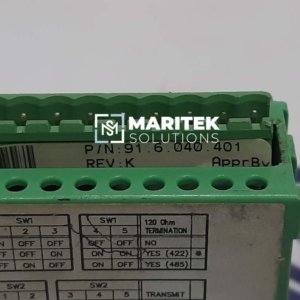 MARITEK
SOLUTIONS
P/N:91.6.040.401
REV:K ApprBy
SW1 SW1 120 Ohm
2 3 4 5 TERMINATION
OFF OFF OFF OFF NO
OFF OFF ON ON YES (422)
OFF OFF ON YES (485)
SW2 SW2
3 4 5 TRANSMIT